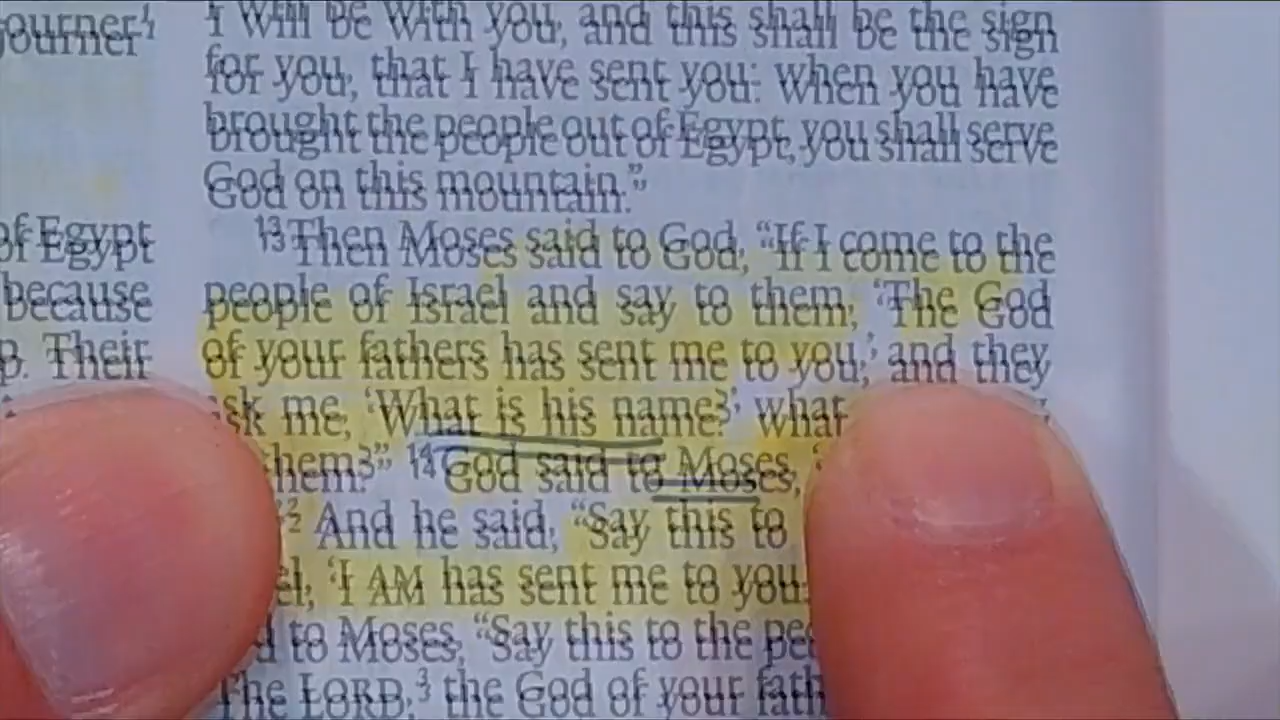 ourner¹
of Egypt
because
p. Their
I will be with you, and this shall be the sign
for you, that I have sent you: when you have
brought the people out of Egypt, you shall serve
God on this mountain.”
¹³ Then Moses said to God, “If I come to the
people of Israel and say to them, ‘The God
of your fathers has sent me to you,’ and they
sk me, ‘What is his name?’ what
hem?” ¹⁴ God said to Moses, ‘
² And he said, “Say this to
el, ‘I AM has sent me to you.
d to Moses, “Say this to the pe
The LORD,³ the God of your fath